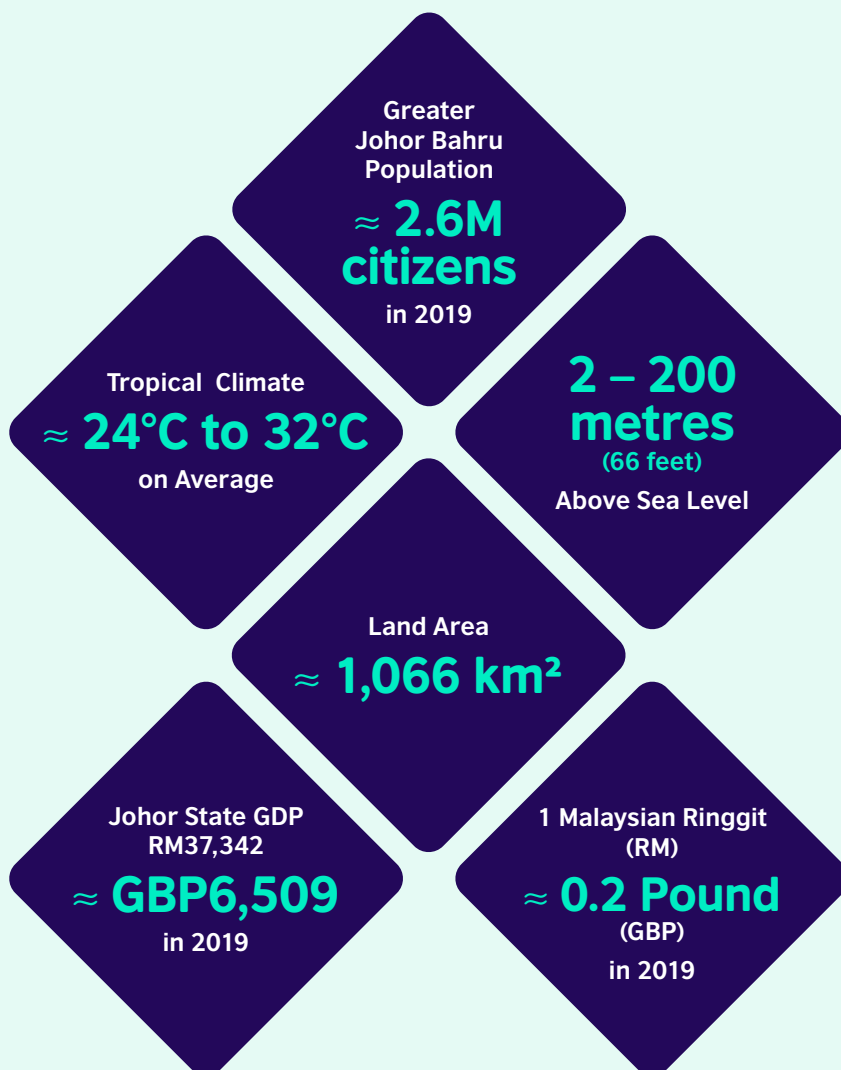 Greater
Johor Bahru
Population
≈ 2.6M
citizens
in 2019
Tropical Climate
≈ 24°C to 32°C
on Average
2 – 200
metres
(66 feet)
Above Sea Level
Land Area
≈ 1,066 km²
Johor State GDP
RM37,342
≈ GBP6,509
in 2019
1 Malaysian Ringgit
(RM)
≈ 0.2 Pound
(GBP)
in 2019